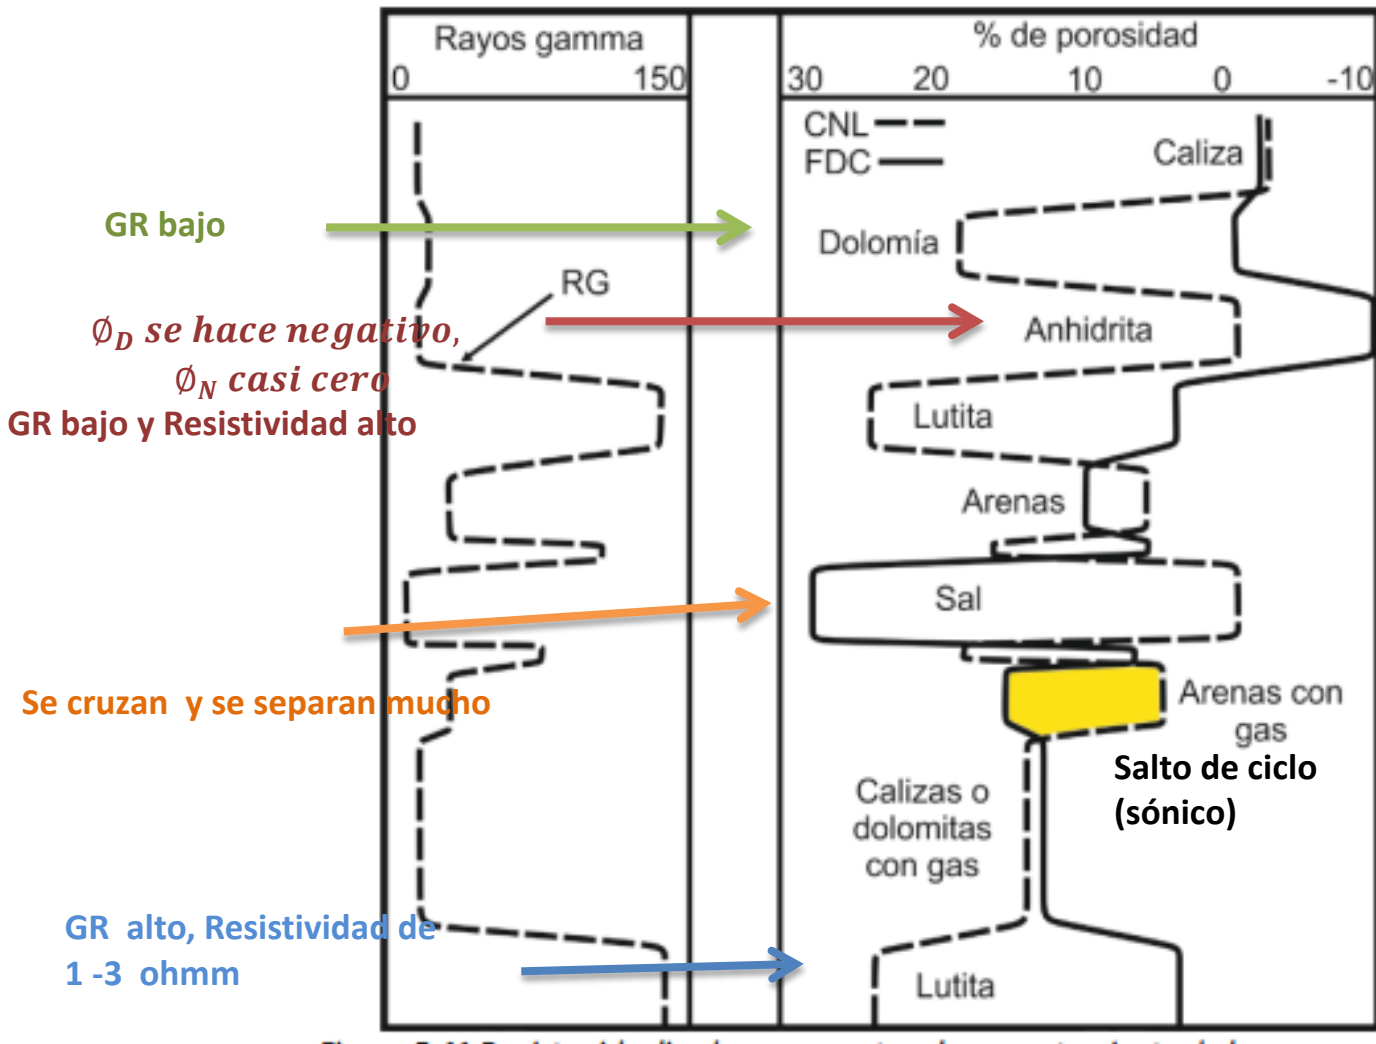 Rayos gamma
0 150
% de porosidad
30 20 10 0 -10
CNL
FDC
Caliza
GR bajo
Dolomía
RG
∅D se hace negativo,
∅N casi cero
GR bajo y Resistividad alto
Anhidrita
Lutita
Arenas
Sal
Se cruzan y se separan mucho
Arenas con
gas
Salto de ciclo
(sónico)
Calizas o
dolomitas
con gas
GR alto, Resistividad de
1 -3 ohmm
Lutita